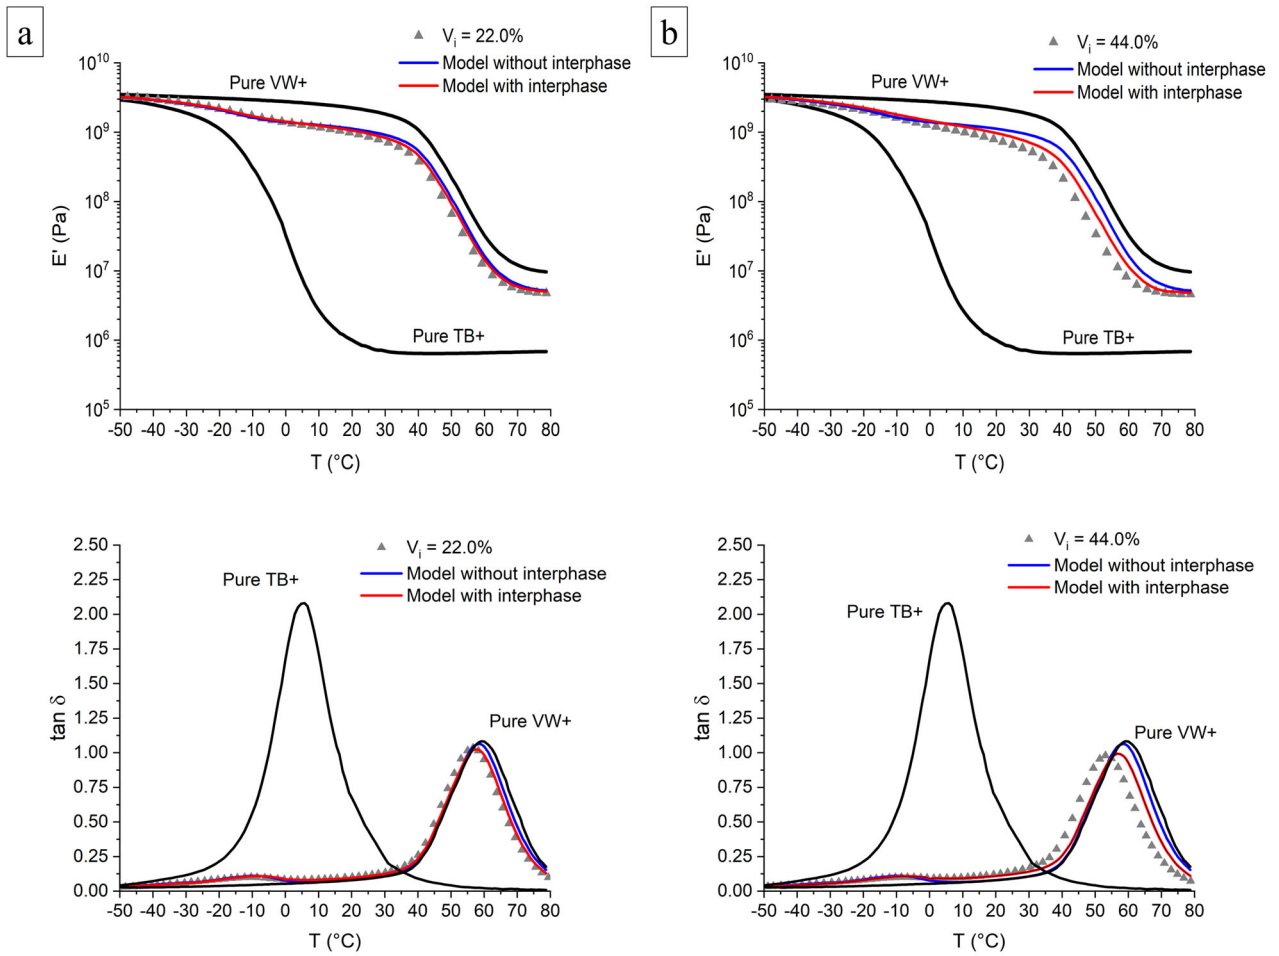 a
V_i = 22.0%
Model without interphase
Model with interphase
Pure VW+
Pure TB+
E' (Pa)
10^10
10^9
10^8
10^7
10^6
10^5
-50 -40 -30 -20 -10 0 10 20 30 40 50 60 70 80
T (°C)
b
V_i = 44.0%
Model without interphase
Model with interphase
Pure VW+
Pure TB+
E' (Pa)
10^10
10^9
10^8
10^7
10^6
10^5
-50 -40 -30 -20 -10 0 10 20 30 40 50 60 70 80
T (°C)
V_i = 22.0%
Model without interphase
Model with interphase
Pure TB+
Pure VW+
tan δ
2.50
2.25
2.00
1.75
1.50
1.25
1.00
0.75
0.50
0.25
0.00
-50 -40 -30 -20 -10 0 10 20 30 40 50 60 70 80
T (°C)
V_i = 44.0%
Model without interphase
Model with interphase
Pure TB+
Pure VW+
tan δ
2.50
2.25
2.00
1.75
1.50
1.25
1.00
0.75
0.50
0.25
0.00
-50 -40 -30 -20 -10 0 10 20 30 40 50 60 70 80
T (°C)